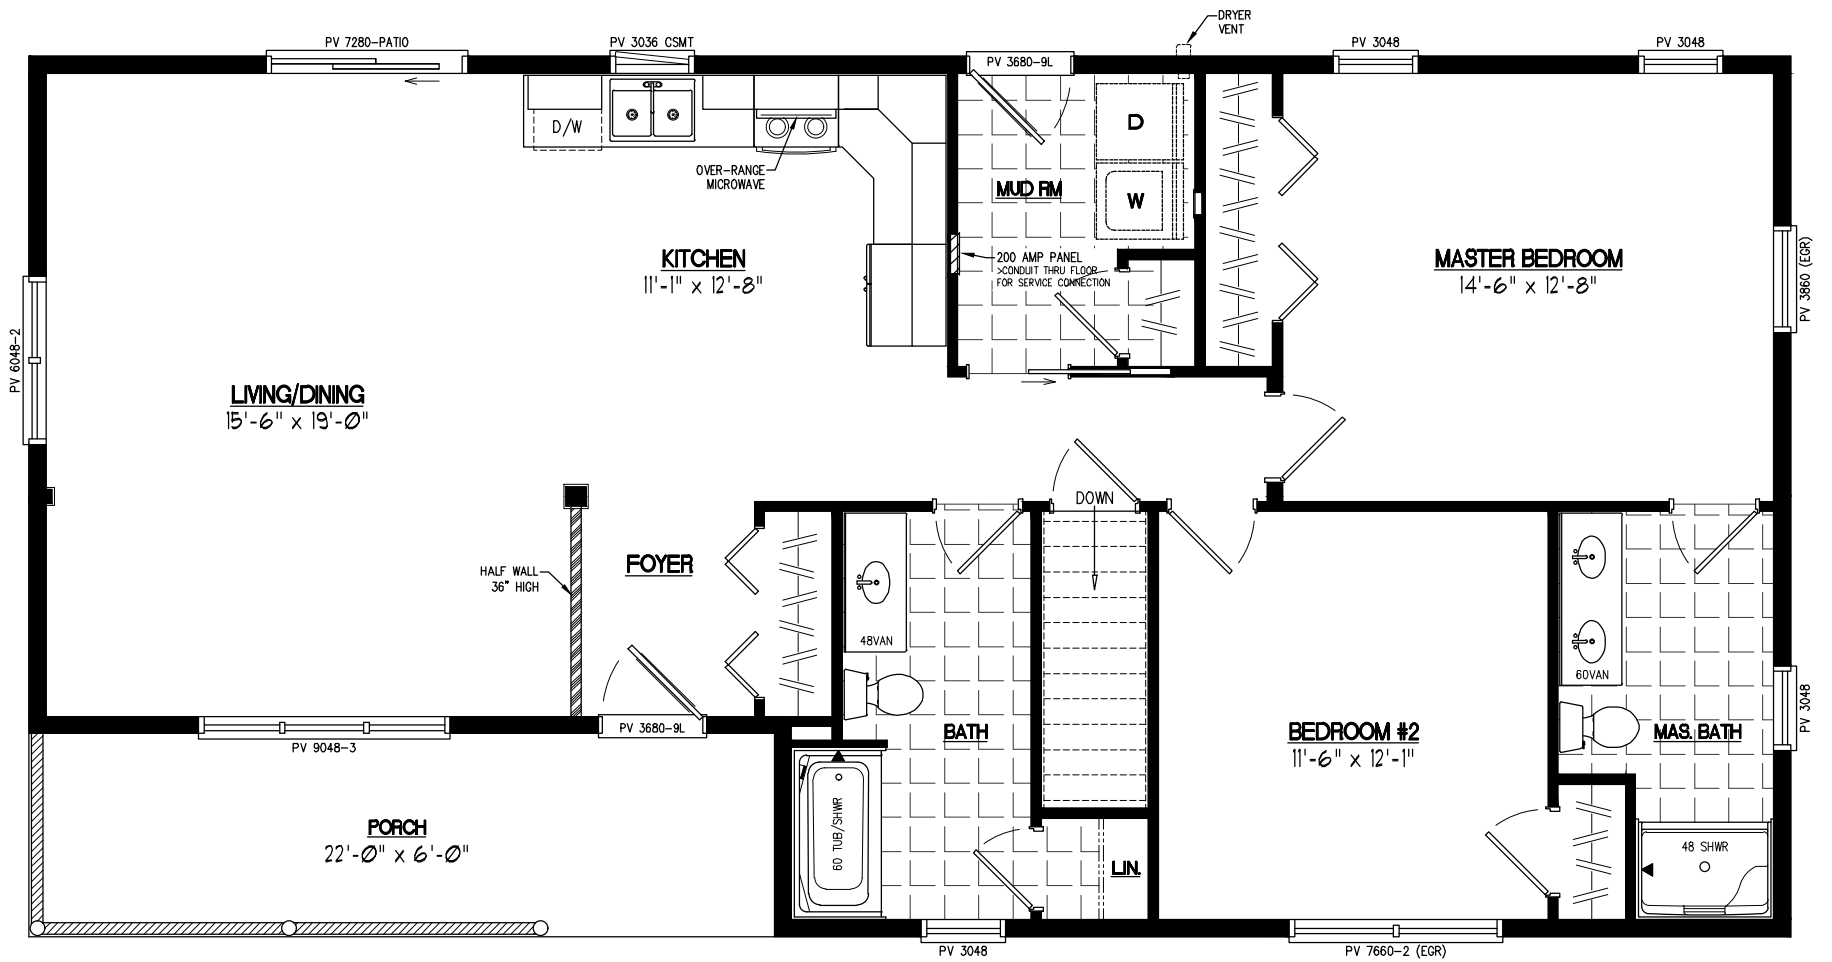 DRYER
VENT
PV 7280-PATIO
PV 3036 CSMT
PV 3680-9L
PV 3048
PV 3048
D/W
D
OVER-RANGE
MICROWAVE
MUD RM
W
KITCHEN
11'-1" x 12'-8"
200 AMP PANEL
>CONDUIT THRU FLOOR
FOR SERVICE CONNECTION
MASTER BEDROOM
14'-6" x 12'-8"
PV 3860 (EGR)
PV 6048-2
LIVING/DINING
15'-6" x 19'-0"
DOWN
FOYER
HALF WALL
36" HIGH
48VAN
60VAN
PV 3680-9L
PV 9048-3
BATH
BEDROOM #2
11'-6" x 12'-1"
MAS. BATH
PV 3048
PORCH
22'-0" x 6'-0"
60 TUB/SHWR
LIN.
48 SHWR
PV 3048
PV 7660-2 (EGR)